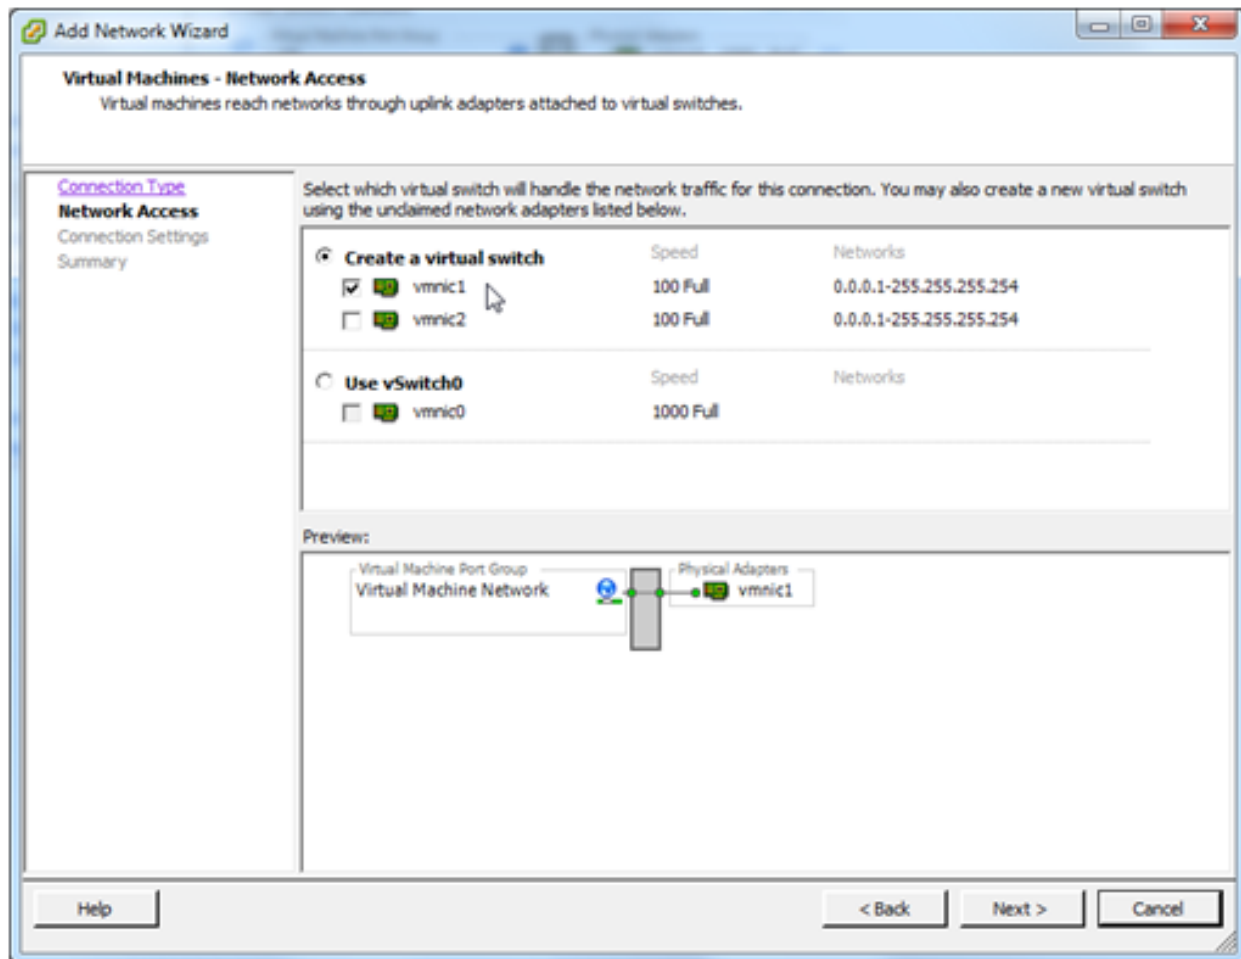 Add Network Wizard
Virtual Machines - Network Access
Virtual machines reach networks through uplink adapters attached to virtual switches.
Connection Type
Network Access
Connection Settings
Summary
Select which virtual switch will handle the network traffic for this connection. You may also create a new virtual switch
using the unclaimed network adapters listed below.
Create a virtual switch Speed Networks
vmnic1 100 Full 0.0.0.1-255.255.255.254
vmnic2 100 Full 0.0.0.1-255.255.255.254
Use vSwitch0 Speed Networks
vmnic0 1000 Full
Preview:
Virtual Machine Port Group Physical Adapters
Virtual Machine Network vmnic1
Help < Back Next > Cancel